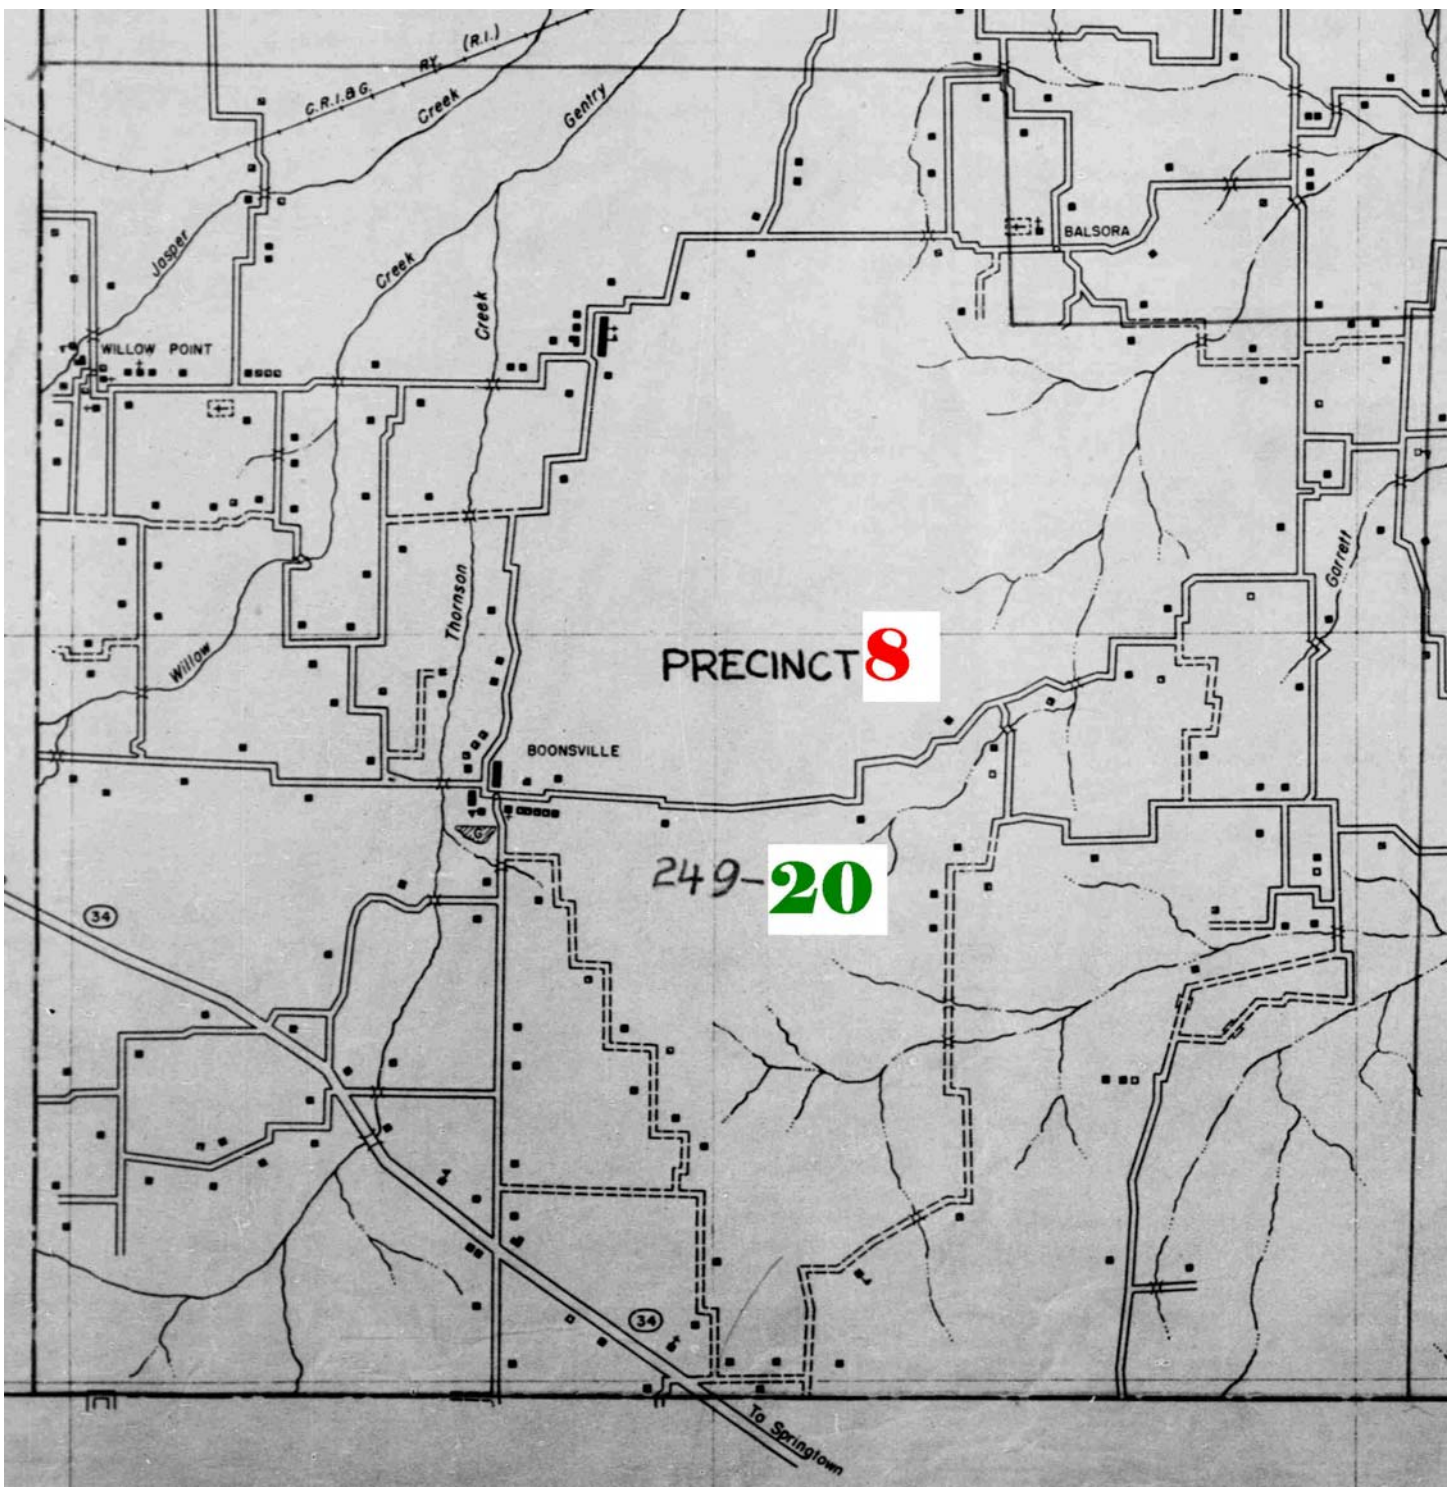 (R.I.)
RY.
C.R.I.&G.
Creek
Gentry
Jasper
Creek
Creek
BALSORA
WILLOW POINT
Thornson
Garrett
Willow
PRECINCT 8
BOONSVILLE
G
249-20
34
34
To Springtown